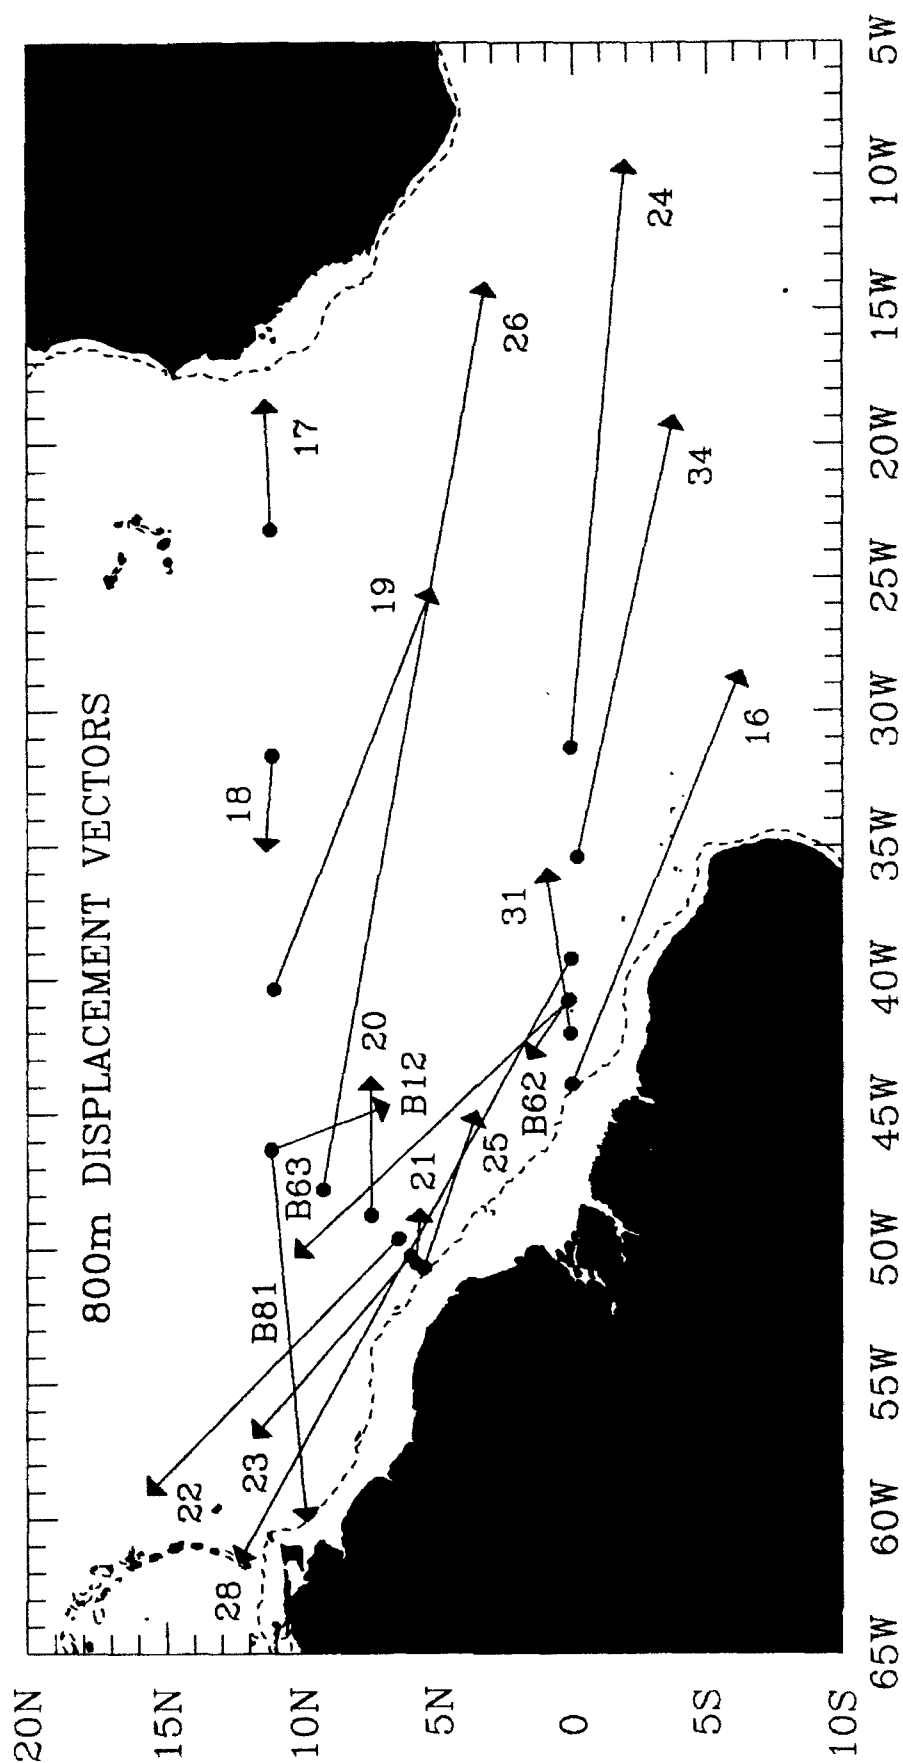 800m DISPLACEMENT VECTORS
20N
15N
10N
5N
0
5S
10S
65W
60W
55W
50W
45W
40W
35W
30W
25W
20W
15W
10W
5W
28
22
23
B81
B63
21
25
B12
20
B62
31
18
16
19
17
34
26
24